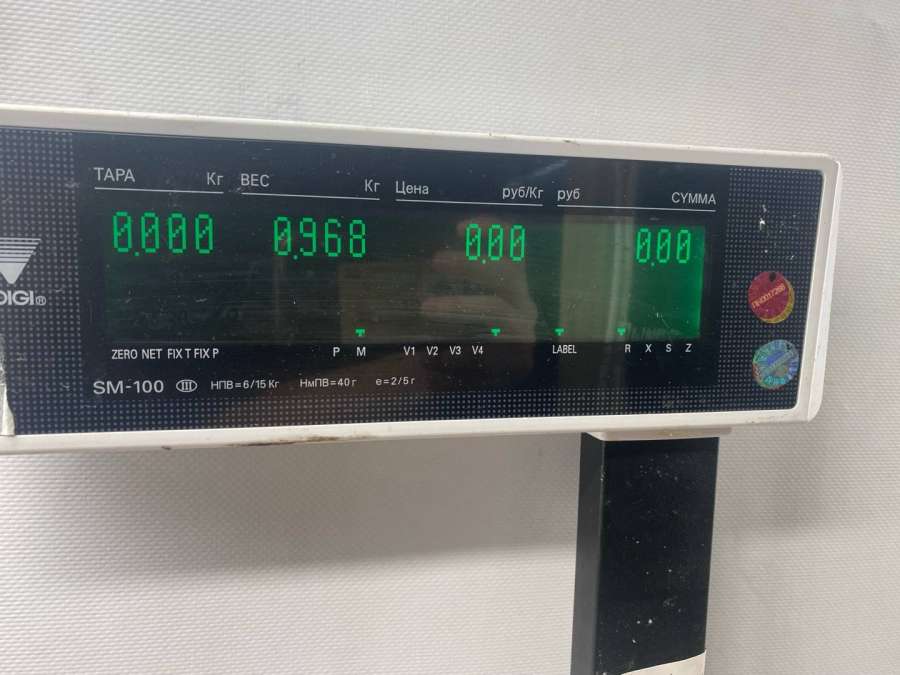 ТАРА Кг ВЕС Кг Цена руб/Кг руб СУММА
0.000 0.968 0.00 0.00
DIGI®
ZERO NET FIX T FIX P P M V1 V2 V3 V4 LABEL R X S Z
SM-100 III НПВ=6/15 Кг НмПВ=40 г e=2/5 г